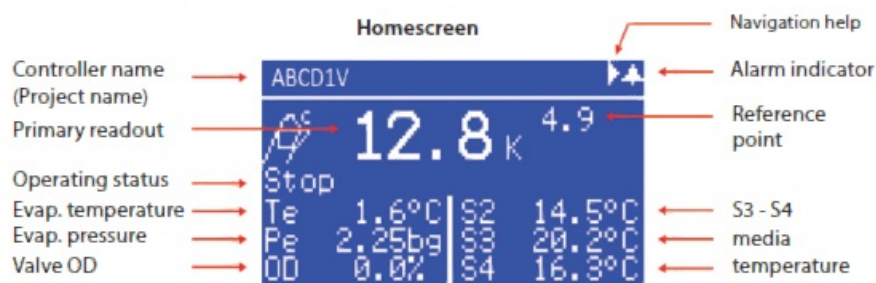 Homescreen
Navigation help
Controller name
(Project name)
ABCD1V
Alarm indicator
Primary readout
12.8 K
4.9
Reference
point
Operating status
Stop
Evap. temperature
Te 1.6°C
S2 14.5°C
S3 - S4
Evap. pressure
Pe 2.25bg
S3 20.2°C
media
Valve OD
OD 0.0%
S4 16.3°C
temperature